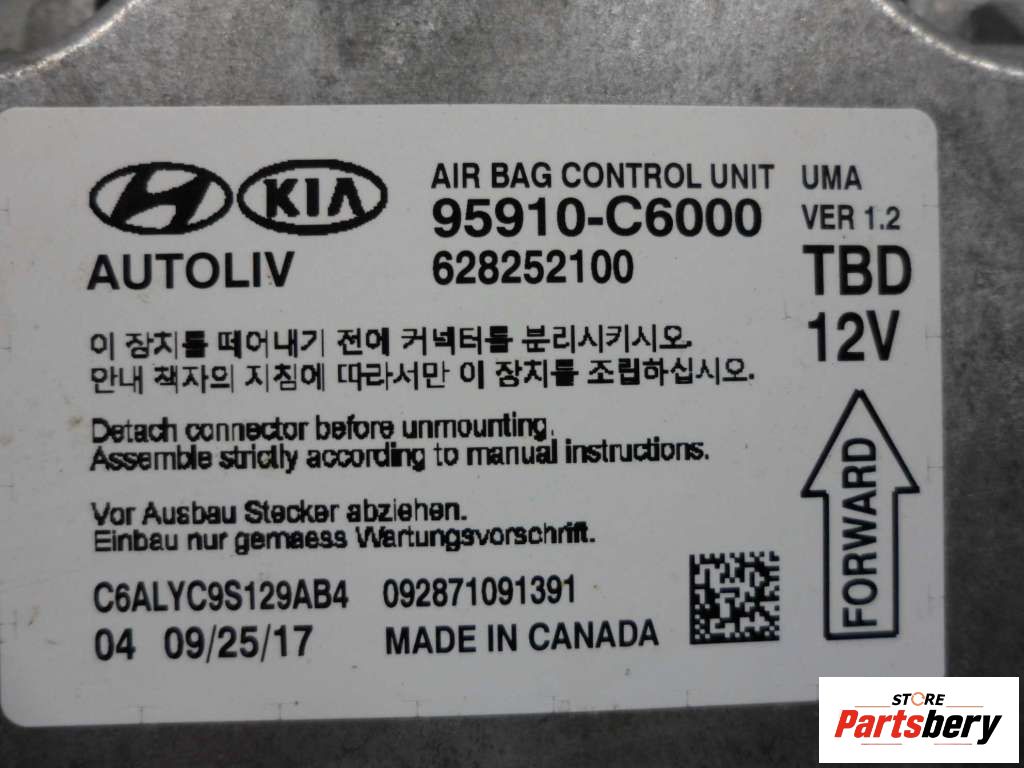 KIA
AIR BAG CONTROL UNIT UMA
95910-C6000 VER 1.2
AUTOLIV 628252100 TBD
12V
이 장치를 떼어내기 전에 커넥터를 분리시키시오.
안내 책자의 지침에 따라서만 이 장치를 조립하십시오.
Detach connector before unmounting.
Assemble strictly according to manual instructions.
FORWARD
Vor Ausbau Stecker abziehen.
Einbau nur gemaess Wartungsvorschrift.
C6ALYC9S129AB4 092871091391
04 09/25/17 MADE IN CANADA
STORE
Partsbery